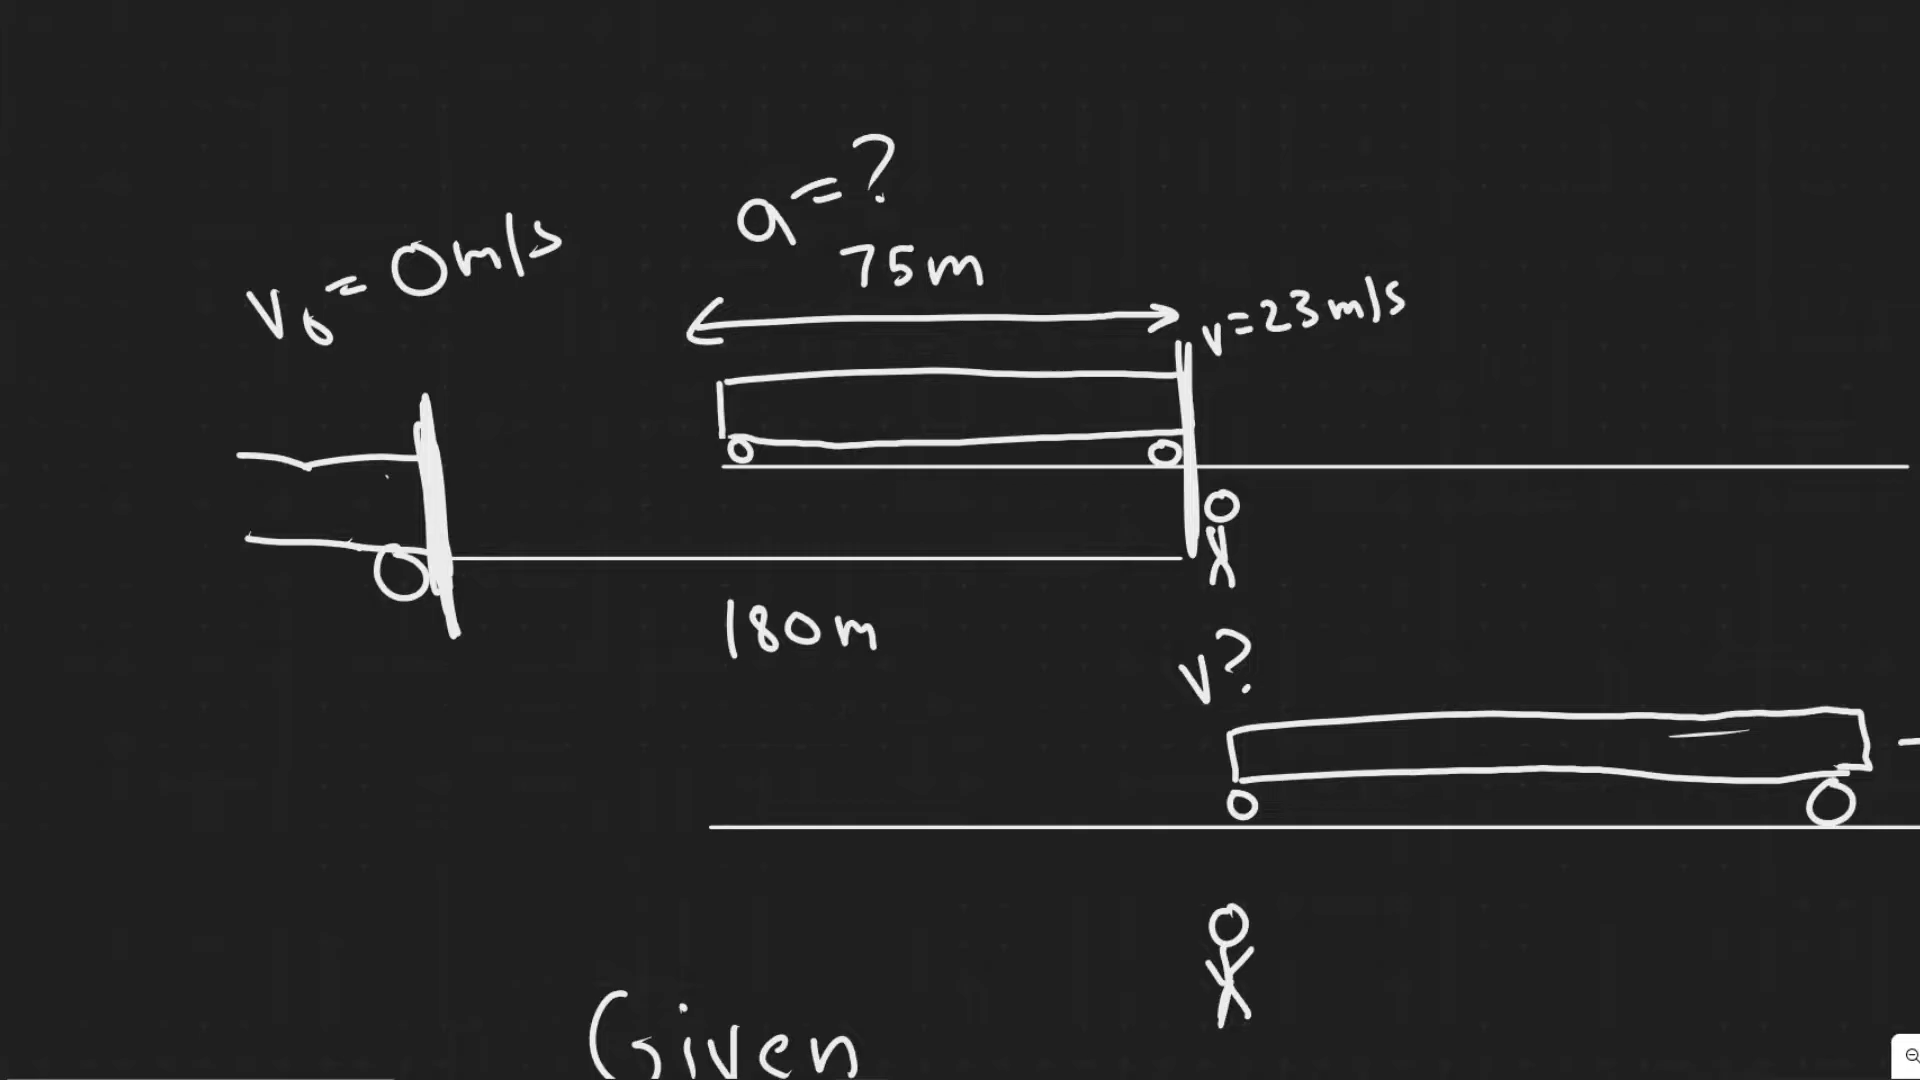 a=?
v₀= 0m/s
75m
v=23m/s
180m
v?
Given